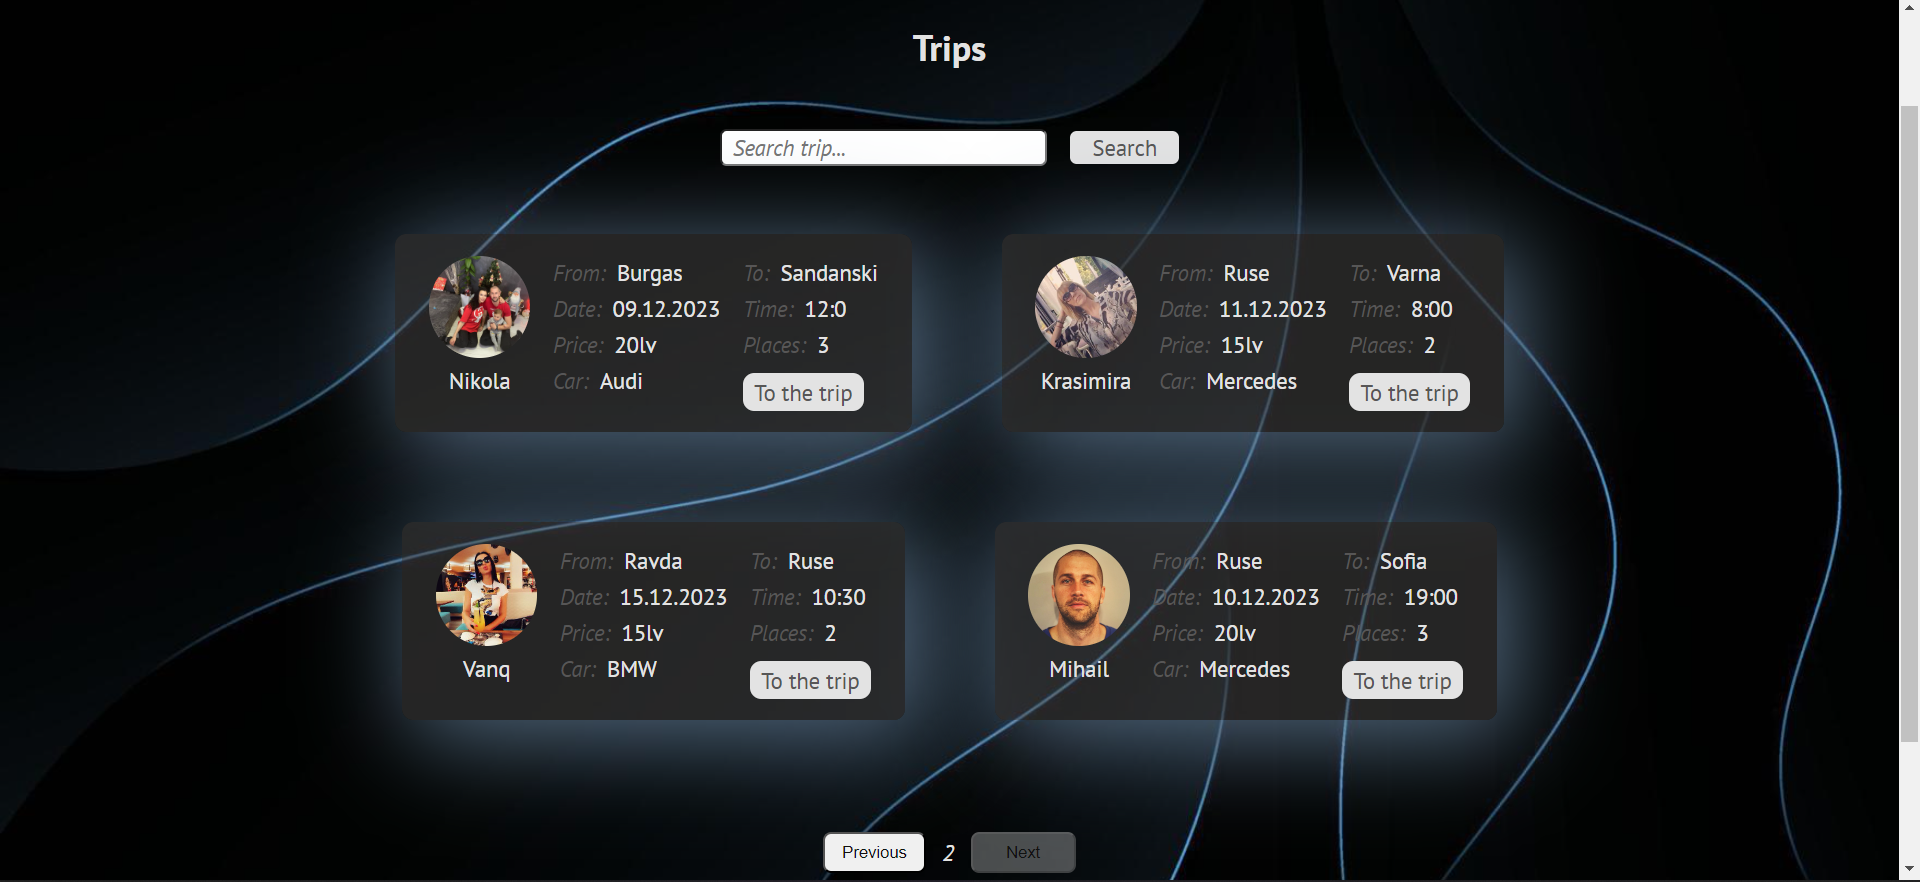 Trips
Search trip...
Search
From: Burgas
To: Sandanski
Date: 09.12.2023
Time: 12:0
Price: 20lv
Places: 3
Nikola
Car: Audi
To the trip
From: Ruse
To: Varna
Date: 11.12.2023
Time: 8:00
Price: 15lv
Places: 2
Krasimira
Car: Mercedes
To the trip
From: Ravda
To: Ruse
Date: 15.12.2023
Time: 10:30
Price: 15lv
Places: 2
Vanq
Car: BMW
To the trip
From: Ruse
To: Sofia
Date: 10.12.2023
Time: 19:00
Price: 20lv
Places: 3
Mihail
Car: Mercedes
To the trip
Previous
2
Next